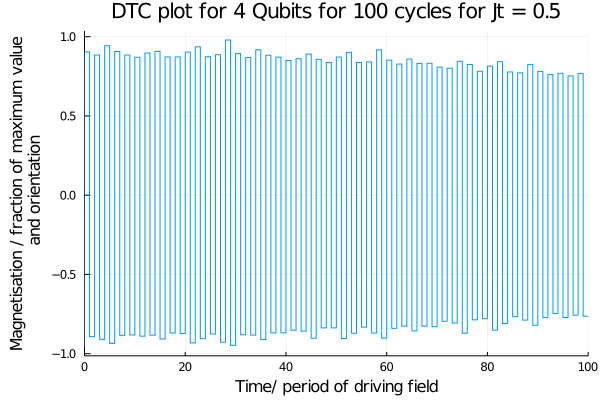 DTC plot for 4 Qubits for 100 cycles for Jt = 0.5
Magnetisation / fraction of maximum value
and orientation
1.0
0.5
0.0
−0.5
−1.0
0 20 40 60 80 100
Time/ period of driving field